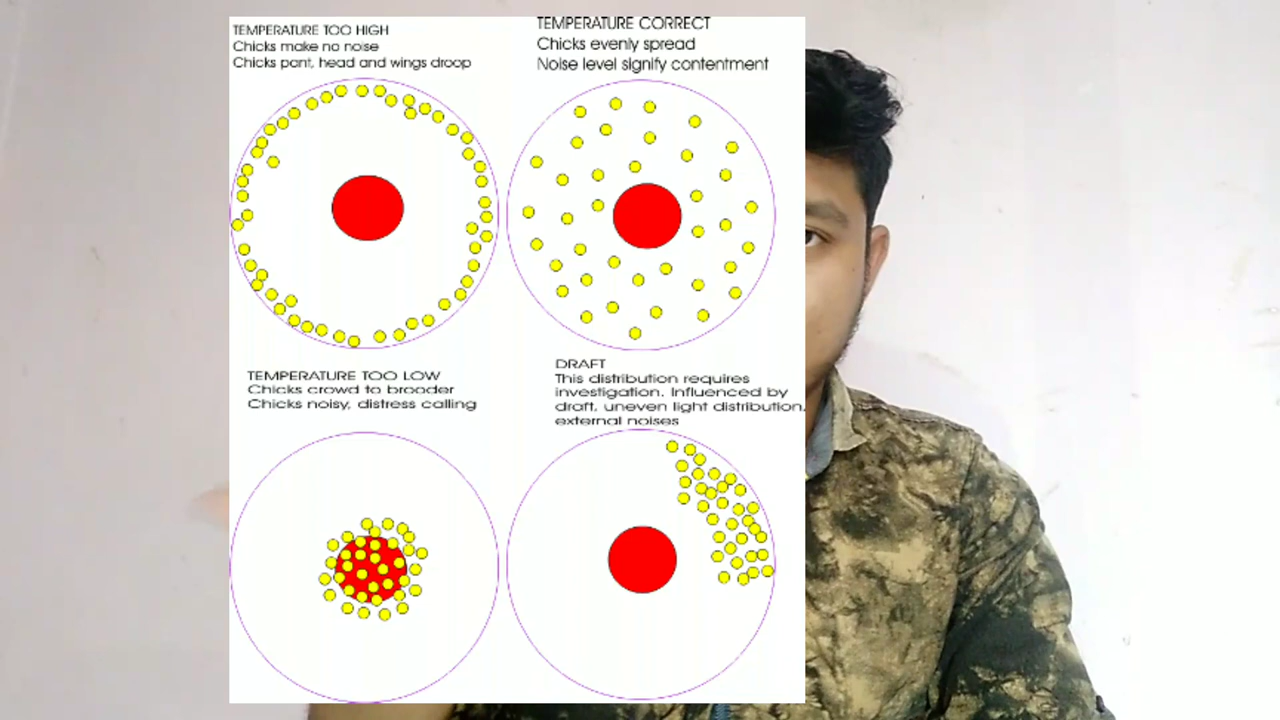 TEMPERATURE TOO HIGH
Chicks make no noise
Chicks pant, head and wings droop
TEMPERATURE CORRECT
Chicks evenly spread
Noise level signify contentment
TEMPERATURE TOO LOW
Chicks crowd to brooder
Chicks noisy, distress calling
DRAFT
This distribution requires
investigation. Influenced by
draft, uneven light distribution,
external noises